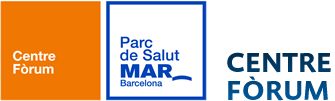 Centre
Fòrum
Parc
de Salut
MAR
Barcelona
CENTRE
FÒRUM